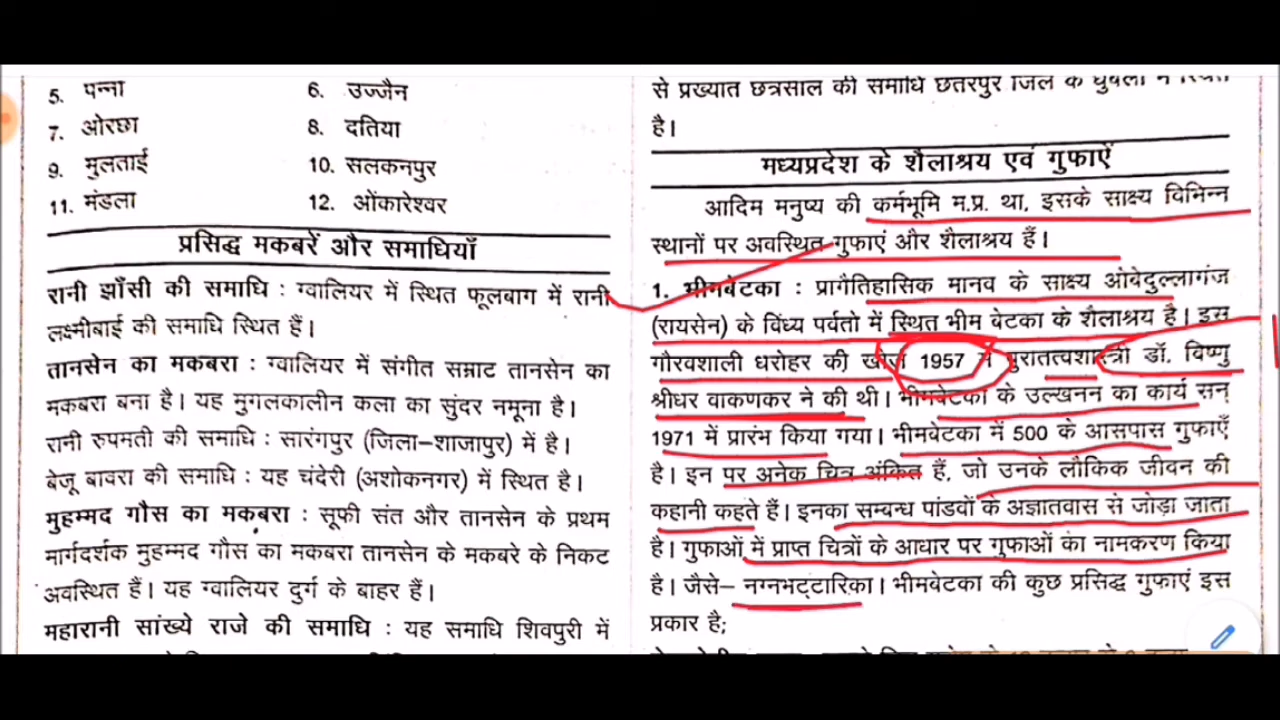 5. पन्ना 6. उज्जैन
7. ओरछा 8. दतिया
9. मुलताई 10. सलकनपुर
11. मंडला 12. ओंकारेश्वर
प्रसिद्ध मकबरें और समाधियाँ
रानी झाँसी की समाधि : ग्वालियर में स्थित फूलबाग में रानी
लक्ष्मीबाई की समाधि स्थित हैं।
तानसेन का मकबरा : ग्वालियर में संगीत सम्राट तानसेन का
मकबरा बना है। यह मुगलकालीन कला का सुंदर नमूना है।
रानी रुपमती की समाधि : सारंगपुर (जिला–शाजापुर) में है।
बेजू बावरा की समाधि : यह चंदेरी (अशोकनगर) में स्थित है।
मुहम्मद गौस का मकबरा : सूफी संत और तानसेन के प्रथम
मार्गदर्शक मुहम्मद गौस का मकबरा तानसेन के मकबरे के निकट
अवस्थित हैं। यह ग्वालियर दुर्ग के बाहर हैं।
महारानी सांख्ये राजे की समाधि : यह समाधि शिवपुरी में
से प्रख्यात छत्रसाल की समाधि छतरपुर जिले के धुबेला में स्थित
है।
मध्यप्रदेश के शैलाश्रय एवं गुफाऐं
आदिम मनुष्य की कर्मभूमि म.प्र. था, इसके साक्ष्य विभिन्न
स्थानों पर अवस्थित गुफाएं और शैलाश्रय हैं।
1. भीमबेटका : प्रागैतिहासिक मानव के साक्ष्य ओबेदुल्लागंज
(रायसेन) के विंध्य पर्वतो में स्थित भीम बेटका के शैलाश्रय है। इस
गौरवशाली धरोहर की खोज 1957 में पुरातत्वशास्त्री डॉ. विष्णु
श्रीधर वाकणकर ने की थी। भीमबेटका के उत्खनन का कार्य सन्
1971 में प्रारंभ किया गया। भीमबेटका में 500 के आसपास गुफाएँ
है। इन पर अनेक चित्र अंकित हैं, जो उनके लौकिक जीवन की
कहानी कहते हैं। इनका सम्बन्ध पांडवों के अज्ञातवास से जोड़ा जाता
है। गुफाओं में प्राप्त चित्रों के आधार पर गुफाओं का नामकरण किया
है। जैसे– नग्नभट्टारिका। भीमबेटका की कुछ प्रसिद्ध गुफाएं इस
प्रकार है;